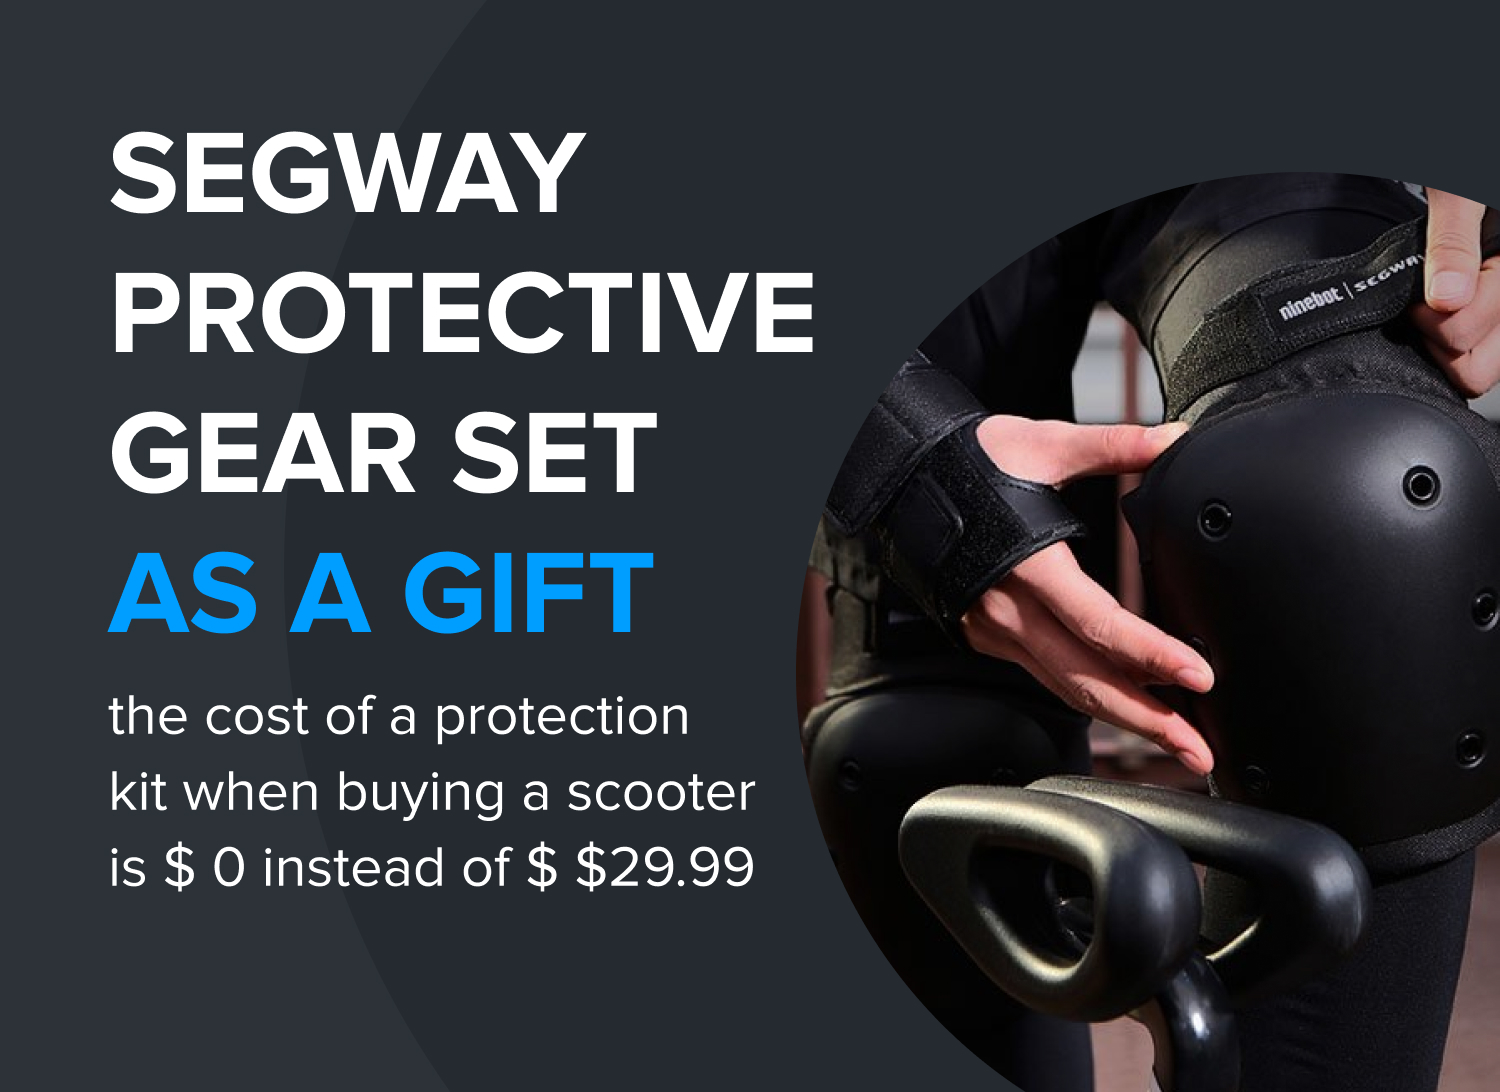 SEGWAY
PROTECTIVE
GEAR SET
AS A GIFT
the cost of a protection
kit when buying a scooter
is $ 0 instead of $ $29.99
ninebot | SEGWAY